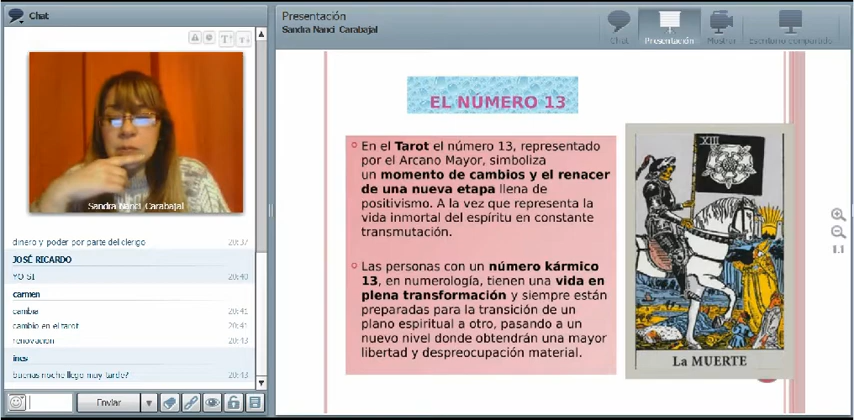 Chat
Sandra Nanci Carabajal
dinero y poder por parte del clerigo 20:37
JOSÉ RICARDO
YO SI 20:40
carmen
cambia 20:41
cambio en el tarot 20:41
renovacion 20:43
ines
buenas noche llego muy tarde? 20:43
Enviar
Presentación
Sandra Nanci Carabajal
Chat
Presentación
Mostrar
Escritorio compartido
EL NÚMERO 13
En el Tarot el número 13, representado
por el Arcano Mayor, simboliza
un momento de cambios y el renacer
de una nueva etapa llena de
positivismo. A la vez que representa la
vida inmortal del espíritu en constante
transmutación.
Las personas con un número kármico
13, en numerología, tienen una vida en
plena transformación y siempre están
preparadas para la transición de un
plano espiritual a otro, pasando a un
nuevo nivel donde obtendrán una mayor
libertad y despreocupación material.
XIII
La MUERTE
1:1